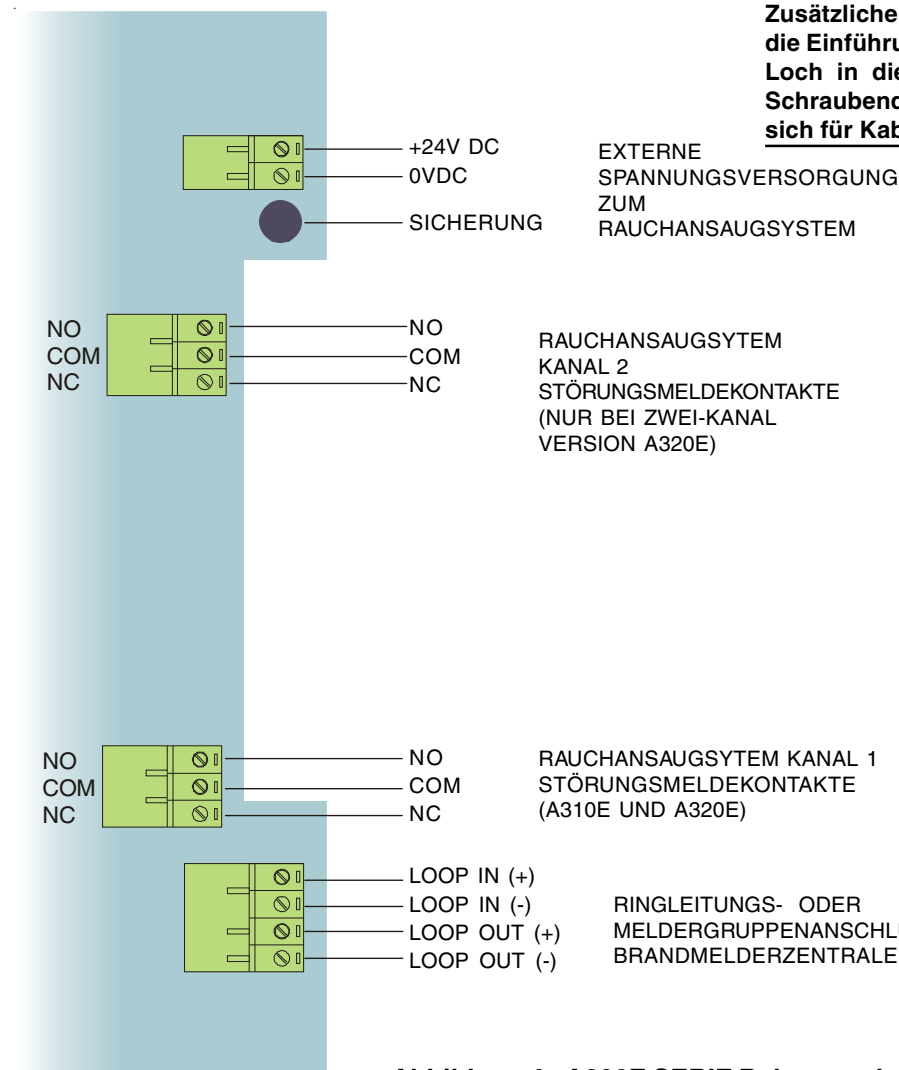 Zusätzliche
die Einführu
Loch in die
Schraubend
sich für Kab
+24V DC
0VDC
SICHERUNG
EXTERNE
SPANNUNGSVERSORGUNG
ZUM
RAUCHANSAUGSYSTEM
NO
COM
NC
NO
COM
NC
RAUCHANSAUGSYTEM
KANAL 2
STÖRUNGSMELDEKONTAKTE
(NUR BEI ZWEI-KANAL
VERSION A320E)
NO
COM
NC
NO
COM
NC
RAUCHANSAUGSYTEM KANAL 1
STÖRUNGSMELDEKONTAKTE
(A310E UND A320E)
LOOP IN (+)
LOOP IN (-)
LOOP OUT (+)
LOOP OUT (-)
RINGLEITUNGS- ODER
MELDERGRUPPENANSCHL
BRANDMELDERZENTRALE